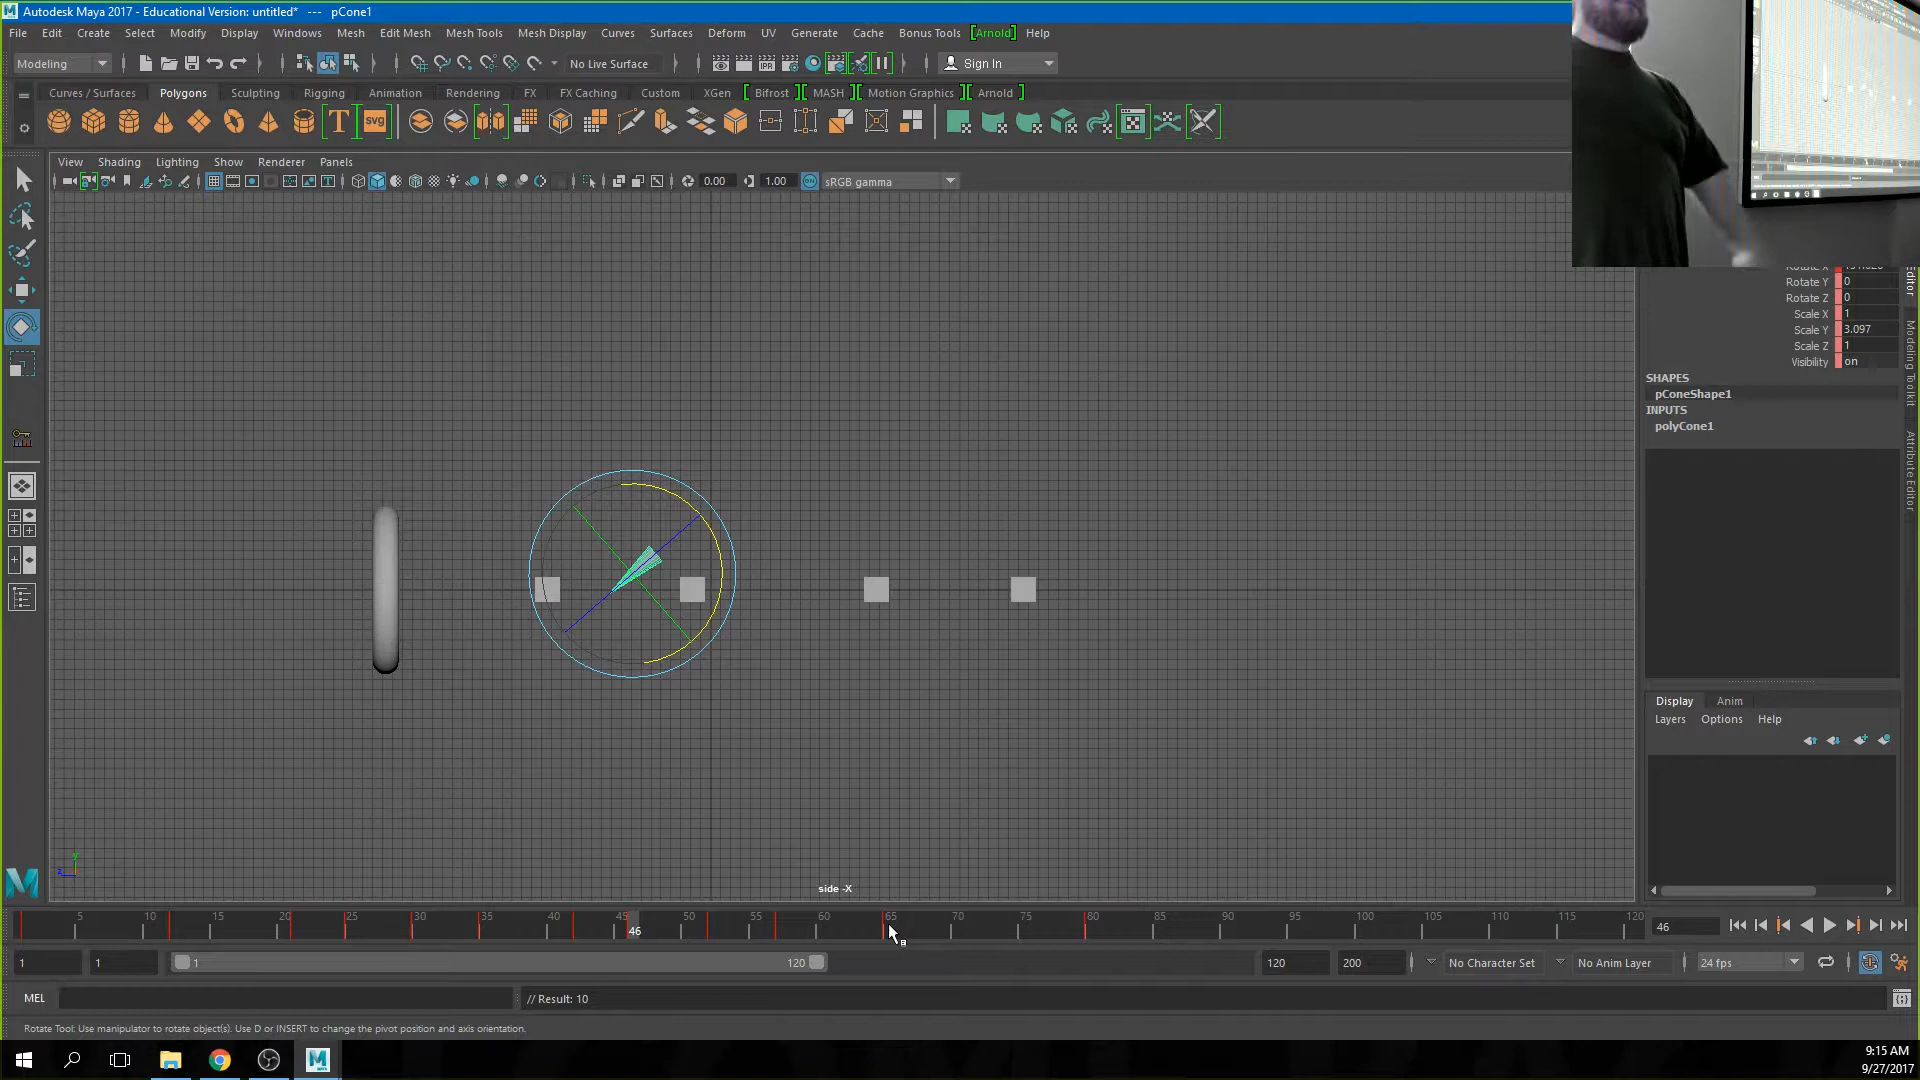 Autodesk Maya 2017 - Educational Version: untitled* --- pCone1
File Edit Create Select Modify Display Windows Mesh Edit Mesh Mesh Tools Mesh Display Curves Surfaces Deform UV Generate Cache Bonus Tools [Arnold] Help
Modeling No Live Surface Sign In
Curves / Surfaces Polygons Sculpting Rigging Animation Rendering FX FX Caching Custom XGen [Bifrost] [MASH] [Motion Graphics] [Arnold]
T svg
View Shading Lighting Show Renderer Panels
0.00 1.00 sRGB gamma
Rotate X
Rotate Y 0
Rotate Z 0
Scale X 1
Scale Y 3.097
Scale Z 1
Visibility on
SHAPES
pConeShape1
INPUTS
polyCone1
Editor
Modeling Toolkit
Attribute Editor
Display Anim
Layers Options Help
y
z
side -X
5 10 15 20 25 30 35 40 45 50 55 60 65 70 75 80 85 90 95 100 105 110 115 120
46 46
1 1 1 120 120 200 No Character Set No Anim Layer 24 fps
MEL // Result: 10
Rotate Tool: Use manipulator to rotate object(s). Use D or INSERT to change the pivot position and axis orientation.
9:15 AM
9/27/2017